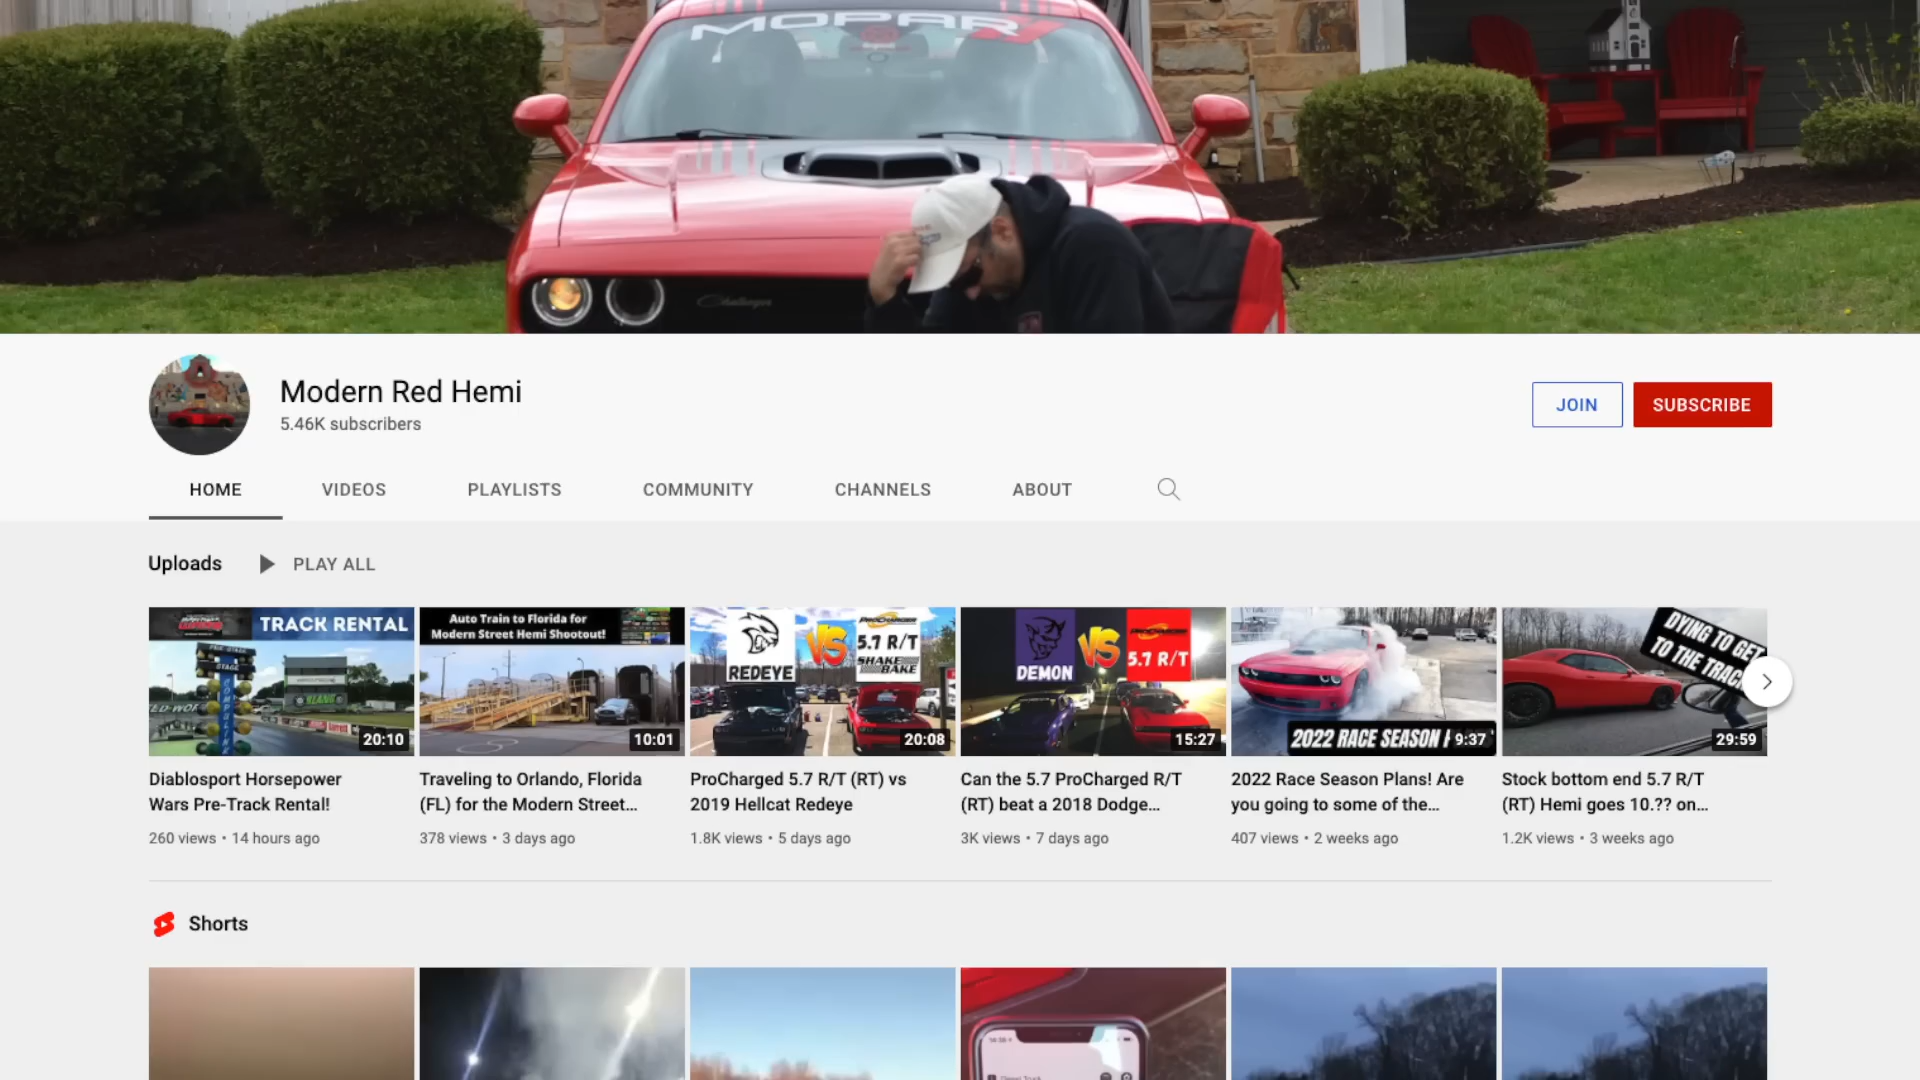 MOPAR
Challenger
Modern Red Hemi
5.46K subscribers
JOIN
SUBSCRIBE
HOME
VIDEOS
PLAYLISTS
COMMUNITY
CHANNELS
ABOUT
Uploads
PLAY ALL
TRACK RENTAL
20:10
Auto Train to Florida for
Modern Street Hemi Shootout!
10:01
REDEYE
VS
PROCHARGER
5.7 R/T
SHAKE
BAKE
20:08
DEMON
VS
5.7 R/T
15:27
2022 RACE SEASON
9:37
DYING TO GET
TO THE TRACK
29:59
Diablosport Horsepower
Wars Pre-Track Rental!
260 views • 14 hours ago
Traveling to Orlando, Florida
(FL) for the Modern Street...
378 views • 3 days ago
ProCharged 5.7 R/T (RT) vs
2019 Hellcat Redeye
1.8K views • 5 days ago
Can the 5.7 ProCharged R/T
(RT) beat a 2018 Dodge...
3K views • 7 days ago
2022 Race Season Plans! Are
you going to some of the...
407 views • 2 weeks ago
Stock bottom end 5.7 R/T
(RT) Hemi goes 10.?? on...
1.2K views • 3 weeks ago
Shorts